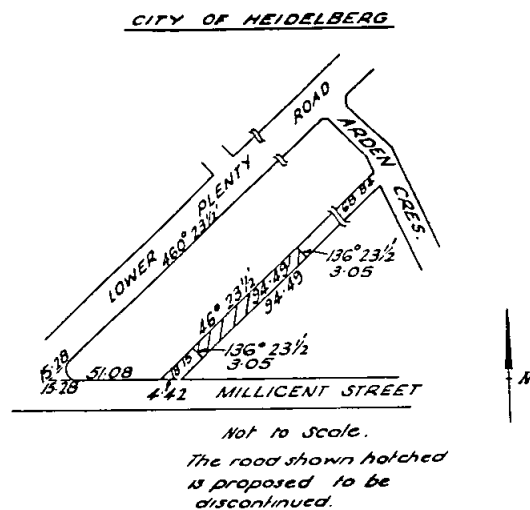 CITY OF HEIDELBERG
LOWER PLENTY ROAD
ARDEN CRES.
460° 23½'
68·82
46° 23½'
94·49
94·49
136° 23½'
3·05
136° 23½'
3·05
18·15
15·28
15·28
51·08
4·42
MILLICENT STREET
N
Not to Scale.
The road shown hatched
is proposed to be
discontinued.